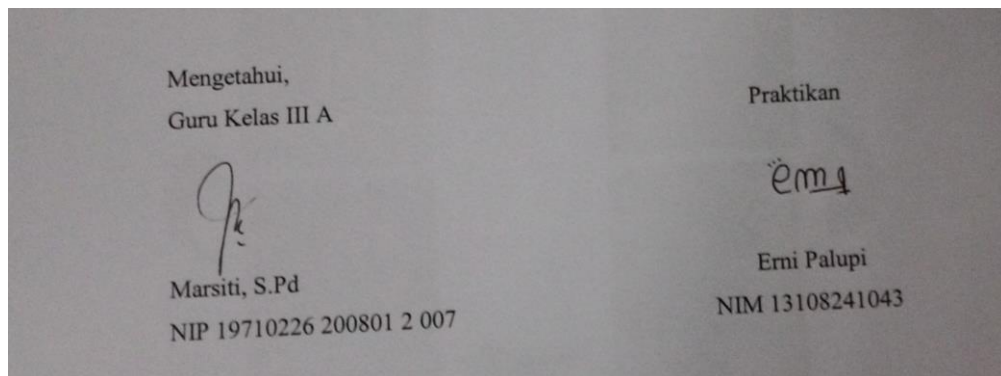 Mengetahui,
Guru Kelas III A
Marsiti, S.Pd
NIP 19710226 200801 2 007
Praktikan
Erni Palupi
NIM 13108241043